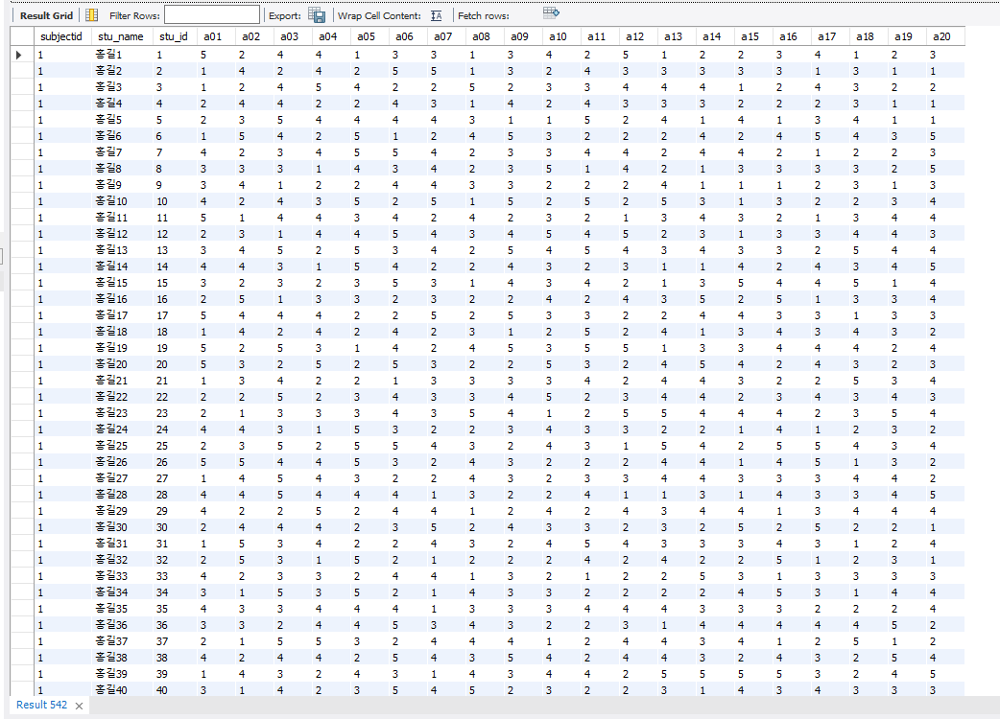 Result Grid Filter Rows: Export: Wrap Cell Content: IA Fetch rows:
subjectid stu_name stu_id a01 a02 a03 a04 a05 a06 a07 a08 a09 a10 a11 a12 a13 a14 a15 a16 a17 a18 a19 a20
1 홍길1 1 5 2 4 4 1 3 3 1 3 4 2 5 1 2 2 3 4 1 2 3
1 홍길2 2 1 4 2 4 2 5 5 1 3 2 4 3 3 3 3 3 1 3 1 1
1 홍길3 3 1 2 4 5 4 2 2 5 2 3 3 4 4 4 1 2 4 3 2 2
1 홍길4 4 2 4 4 2 2 4 3 1 4 2 4 3 3 3 2 2 2 3 1 1
1 홍길5 5 2 3 5 4 4 4 4 3 1 1 5 2 4 1 4 1 3 4 1 1
1 홍길6 6 1 5 4 2 5 1 2 4 5 3 2 2 2 4 2 4 5 4 3 5
1 홍길7 7 4 2 3 4 5 5 4 2 3 3 4 4 2 4 4 2 1 2 2 3
1 홍길8 8 3 3 3 1 4 3 4 2 3 5 1 4 2 1 3 3 3 3 2 5
1 홍길9 9 3 4 1 2 2 4 4 3 3 2 2 2 4 1 1 1 2 3 1 3
1 홍길10 10 4 2 4 3 5 2 5 1 5 2 5 2 5 3 1 3 2 2 3 4
1 홍길11 11 5 1 4 4 3 4 2 4 2 3 2 1 3 4 3 2 1 3 4 4
1 홍길12 12 2 3 1 4 4 5 4 3 4 5 4 5 2 3 1 3 3 4 4 3
1 홍길13 13 3 4 5 2 5 3 4 2 5 4 5 4 3 4 3 3 2 5 4 4
1 홍길14 14 4 4 3 1 5 4 2 2 4 3 2 3 1 1 4 2 4 3 4 5
1 홍길15 15 3 2 3 2 3 5 3 1 4 3 4 2 1 3 5 4 4 5 1 4
1 홍길16 16 2 5 1 3 3 2 3 2 2 4 2 4 3 5 2 5 1 3 3 4
1 홍길17 17 5 4 4 4 2 2 5 2 5 3 3 2 2 4 4 3 3 1 3 3
1 홍길18 18 1 4 2 4 2 4 2 3 1 2 5 2 4 1 3 4 3 4 3 2
1 홍길19 19 5 2 5 3 1 4 2 4 5 3 5 5 1 3 3 4 4 4 2 4
1 홍길20 20 5 3 2 5 2 5 3 2 2 5 3 2 4 5 4 2 4 3 2 3
1 홍길21 21 1 3 4 2 2 1 3 3 3 3 4 2 4 4 3 2 2 5 3 4
1 홍길22 22 2 2 5 2 3 4 3 3 4 5 2 3 4 4 2 3 4 3 4 3
1 홍길23 23 2 1 3 3 3 4 3 5 4 1 2 5 5 4 4 4 2 3 5 4
1 홍길24 24 4 4 3 1 5 3 2 2 3 4 3 3 2 2 1 4 1 2 3 2
1 홍길25 25 2 3 5 2 5 5 4 3 2 4 3 1 5 4 2 5 5 4 3 4
1 홍길26 26 5 5 4 4 5 3 2 4 3 2 2 2 4 4 1 4 5 1 3 2
1 홍길27 27 1 4 5 4 3 2 2 4 3 2 3 3 4 4 3 3 3 4 4 2
1 홍길28 28 4 4 5 4 4 4 1 3 2 2 4 1 1 3 1 4 3 3 4 5
1 홍길29 29 4 2 2 5 2 4 4 1 2 4 2 4 3 4 4 1 3 4 4 4
1 홍길30 30 2 4 4 4 2 3 5 2 4 3 3 2 3 2 5 2 5 2 2 1
1 홍길31 31 1 5 3 4 2 2 4 3 2 4 5 4 3 3 3 4 3 1 2 4
1 홍길32 32 2 5 3 1 5 2 1 2 2 2 4 2 4 2 2 5 1 2 3 1
1 홍길33 33 4 2 3 3 2 4 4 1 3 2 1 2 2 5 3 1 3 3 3 3
1 홍길34 34 3 1 5 3 5 2 1 4 3 3 2 2 2 2 4 5 3 1 4 4
1 홍길35 35 4 3 3 4 4 4 1 3 3 3 4 4 4 3 3 3 2 2 2 4
1 홍길36 36 3 3 2 4 4 5 3 4 3 2 2 3 1 4 4 4 4 4 5 2
1 홍길37 37 2 1 5 5 3 2 4 4 4 1 2 4 4 3 4 1 2 5 1 2
1 홍길38 38 4 2 4 4 2 5 4 3 5 4 2 4 4 3 2 4 3 2 5 4
1 홍길39 39 1 4 3 2 4 3 1 4 3 4 4 2 5 5 5 5 3 2 4 5
1 홍길40 40 3 1 4 2 3 5 4 5 2 3 2 2 3 1 4 3 4 3 3 3
Result 542